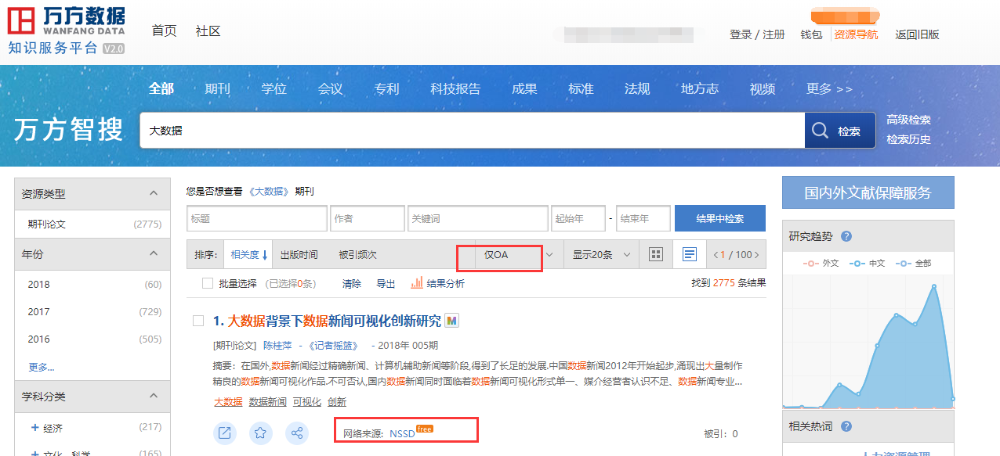 万方数据
WANFANG DATA
知识服务平台 V2.0
首页 社区
登录 / 注册 钱包 资源导航 返回旧版
全部 期刊 学位 会议 专利 科技报告 成果 标准 法规 地方志 视频 更多 >>
万方智搜
大数据
检索
高级检索
检索历史
资源类型
期刊论文 (2775)
年份
2018 (60)
2017 (729)
2016 (505)
更多...
学科分类
+ 经济 (217)
+ 文化、科学 (165)
您是否想查看 《大数据》 期刊
标题 作者 关键词 起始年 - 结束年 结果中检索
排序: 相关度 出版时间 被引频次 仅OA 显示20条 < 1 / 100 >
批量选择 (已选择0条) 清除 导出 结果分析 找到 2775 条结果
1. 大数据背景下数据新闻可视化创新研究 M
[期刊论文] 陈桂萍 - 《记者摇篮》 - 2018年 005期
摘要：在国外,数据新闻经过精确新闻、计算机辅助新闻等阶段,得到了长足的发展.中国数据新闻2012年开始起步,涌现出大量制作
精良的数据新闻可视化作品.不可否认,国内数据新闻同时面临着数据新闻可视化形式单一、媒介经营者认识不足、数据新闻专业...
大数据 数据新闻 可视化 创新
网络来源: NSSD free
被引: 0
国内外文献保障服务
研究趋势 ?
外文 中文 全部
相关热词 ?
人力资源管理